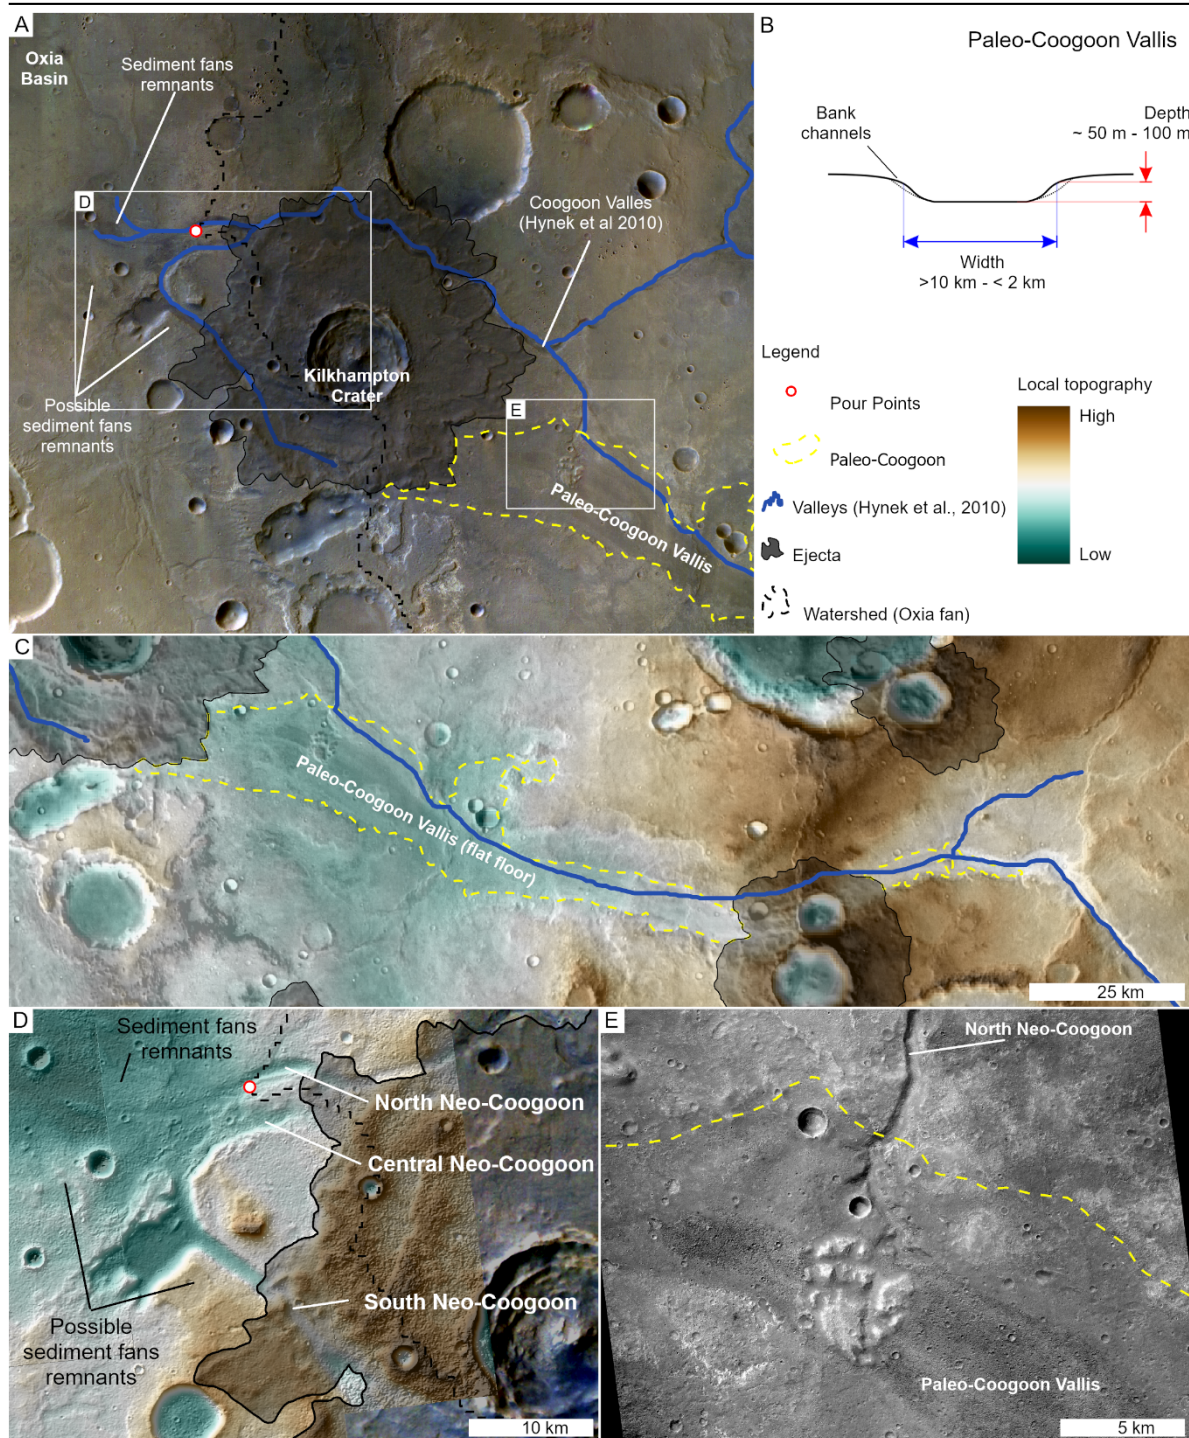 A
Oxia
Basin
Sediment fans
remnants
D
Coogoon Valles
(Hynek et al 2010)
Kilkhampton
Crater
E
Possible
sediment fans
remnants
Paleo-Coogoon Vallis
B
Paleo-Coogoon Vallis
Bank
channels
Depth
~ 50 m - 100 m
Width
>10 km - < 2 km
Legend
Pour Points
Paleo-Coogoon
Valleys (Hynek et al., 2010)
Ejecta
Watershed (Oxia fan)
Local topography
High
Low
C
Paleo-Coogoon Vallis (flat floor)
25 km
D
Sediment fans
remnants
North Neo-Coogoon
Central Neo-Coogoon
South Neo-Coogoon
Possible
sediment fans
remnants
10 km
E
North Neo-Coogoon
Paleo-Coogoon Vallis
5 km